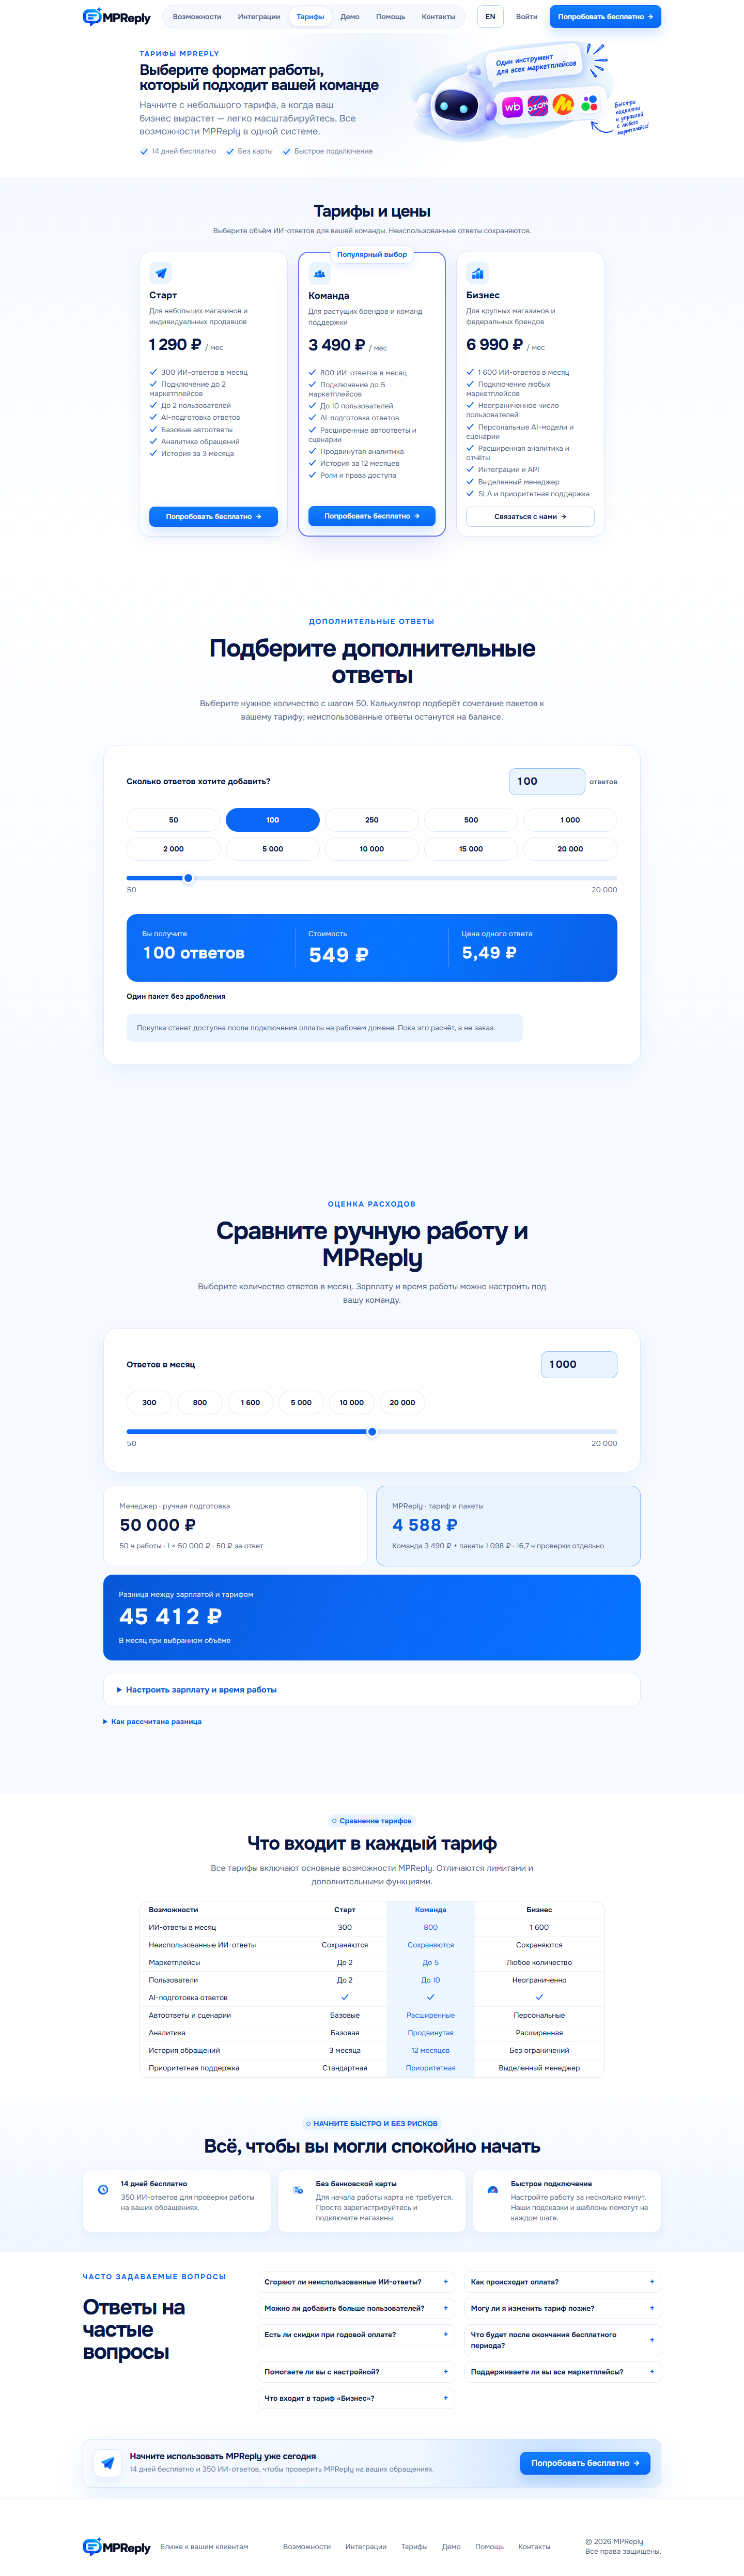 MPReply
Возможности
Интеграции
Тарифы
Демо
Помощь
Контакты
EN
Войти
Попробовать бесплатно →
ТАРИФЫ MPREPLY
Выберите формат работы,
который подходит вашей команде
Начните с небольшого тарифа, а когда ваш
бизнес вырастет — легко масштабируйтесь. Все
возможности MPReply в одной системе.
14 дней бесплатно
Без карты
Быстрое подключение
Один инструмент
для всех маркетплейсов
wb
ozon
Быстро
подключи
и управляй
с любого
маркетплейса!
Тарифы и цены
Выберите объём ИИ-ответов для вашей команды. Неиспользованные ответы сохраняются.
Старт
Для небольших магазинов и
индивидуальных продавцов
1 290 ₽ / мес
300 ИИ-ответов в месяц
Подключение до 2
маркетплейсов
До 2 пользователей
AI-подготовка ответов
Базовые автоответы
Аналитика обращений
История за 3 месяца
Попробовать бесплатно →
Популярный выбор
Команда
Для растущих брендов и команд
поддержки
3 490 ₽ / мес
800 ИИ-ответов в месяц
Подключение до 5
маркетплейсов
До 10 пользователей
AI-подготовка ответов
Расширенные автоответы и
сценарии
Продвинутая аналитика
История за 12 месяцев
Роли и права доступа
Попробовать бесплатно →
Бизнес
Для крупных магазинов и
федеральных брендов
6 990 ₽ / мес
1 600 ИИ-ответов в месяц
Подключение любых
маркетплейсов
Неограниченное число
пользователей
Персональные AI-модели и
сценарии
Расширенная аналитика и
отчёты
Интеграции и API
Выделенный менеджер
SLA и приоритетная поддержка
Связаться с нами →
ДОПОЛНИТЕЛЬНЫЕ ОТВЕТЫ
Подберите дополнительные
ответы
Выберите нужное количество с шагом 50. Калькулятор подберёт сочетание пакетов к
вашему тарифу; неиспользованные ответы останутся на балансе.
Сколько ответов хотите добавить?
100
ответов
50
100
250
500
1 000
2 000
5 000
10 000
15 000
20 000
50
20 000
Вы получите
100 ответов
Стоимость
549 ₽
Цена одного ответа
5,49 ₽
Один пакет без дробления
Покупка станет доступна после подключения оплаты на рабочем домене. Пока это расчёт, а не заказ.
ОЦЕНКА РАСХОДОВ
Сравните ручную работу и
MPReply
Выберите количество ответов в месяц. Зарплату и время работы можно настроить под
вашу команду.
Ответов в месяц
1 000
300
800
1 600
5 000
10 000
20 000
50
20 000
Менеджер · ручная подготовка
50 000 ₽
50 ч работы · 1 × 50 000 ₽ · 50 ₽ за ответ
MPReply · тариф и пакеты
4 588 ₽
Команда 3 490 ₽ + пакеты 1 098 ₽ · 16,7 ч проверки отдельно
Разница между зарплатой и тарифом
45 412 ₽
В месяц при выбранном объёме
Настроить зарплату и время работы
Как рассчитана разница
Сравнение тарифов
Что входит в каждый тариф
Все тарифы включают основные возможности MPReply. Отличаются лимитами и
дополнительными функциями.
Возможности Старт Команда Бизнес
ИИ-ответы в месяц 300 800 1 600
Неиспользованные ИИ-ответы Сохраняются Сохраняются Сохраняются
Маркетплейсы До 2 До 5 Любое количество
Пользователи До 2 До 10 Неограниченно
AI-подготовка ответов ✓ ✓ ✓
Автоответы и сценарии Базовые Расширенные Персональные
Аналитика Базовая Продвинутая Расширенная
История обращений 3 месяца 12 месяцев Без ограничений
Приоритетная поддержка Стандартная Приоритетная Выделенный менеджер
НАЧНИТЕ БЫСТРО И БЕЗ РИСКОВ
Всё, чтобы вы могли спокойно начать
14 дней бесплатно
350 ИИ-ответов для проверки работы
на ваших обращениях.
Без банковской карты
Для начала работы карта не требуется.
Просто зарегистрируйтесь и
подключите магазины.
Быстрое подключение
Настройте работу за несколько минут.
Наши подсказки и шаблоны помогут на
каждом шаге.
ЧАСТО ЗАДАВАЕМЫЕ ВОПРОСЫ
Ответы на
частые
вопросы
Сгорают ли неиспользованные ИИ-ответы? +
Как происходит оплата? +
Можно ли добавить больше пользователей? +
Могу ли я изменить тариф позже? +
Есть ли скидки при годовой оплате? +
Что будет после окончания бесплатного
периода? +
Помогаете ли вы с настройкой? +
Поддерживаете ли вы все маркетплейсы? +
Что входит в тариф «Бизнес»? +
Начните использовать MPReply уже сегодня
14 дней бесплатно и 350 ИИ-ответов, чтобы проверить MPReply на ваших обращениях.
Попробовать бесплатно →
MPReply
Ближе к вашим клиентам
Возможности
Интеграции
Тарифы
Демо
Помощь
Контакты
© 2026 MPReply
Все права защищены.